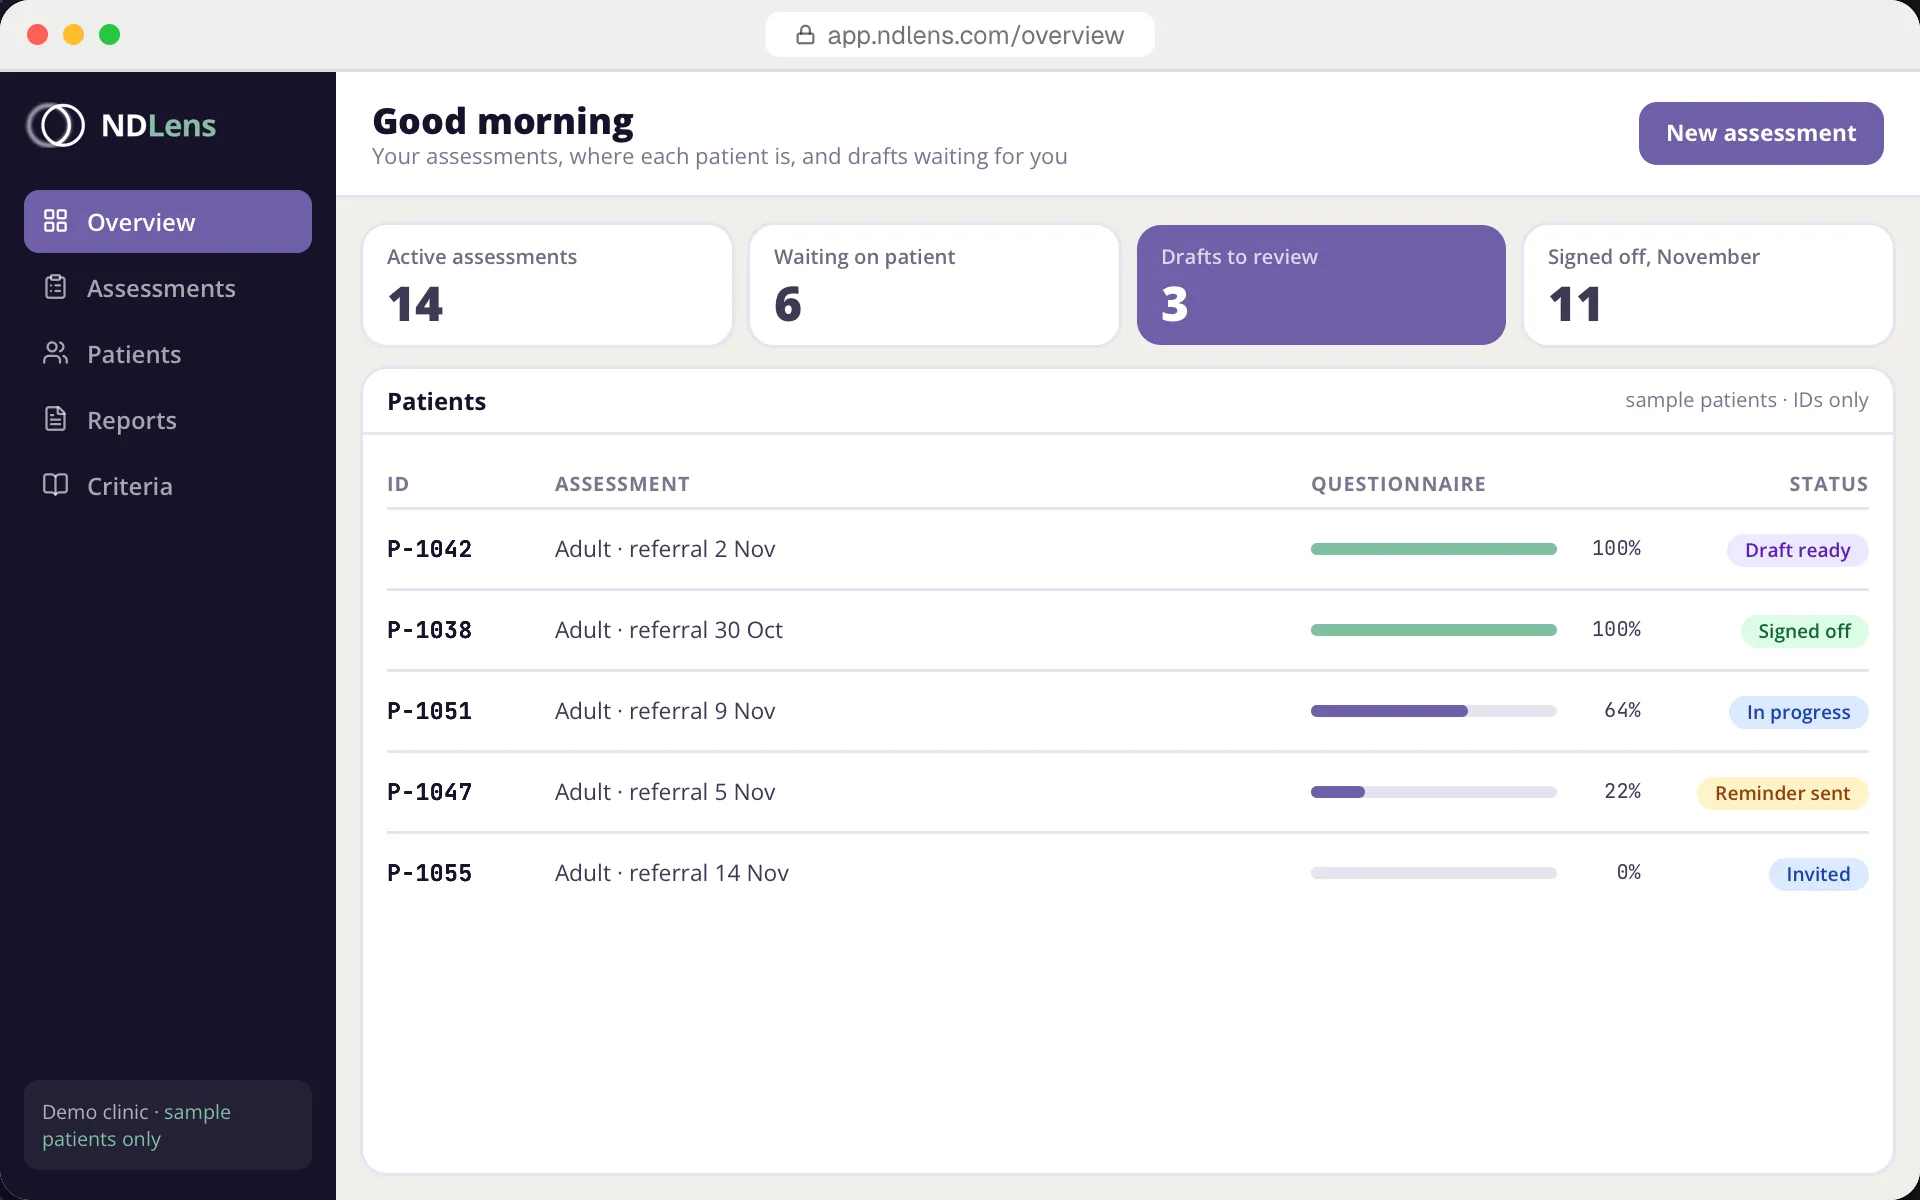 app.ndlens.com/overview
NDLens
Overview
Assessments
Patients
Reports
Criteria
Demo clinic · sample
patients only
Good morning
Your assessments, where each patient is, and drafts waiting for you
New assessment
Active assessments
14
Waiting on patient
6
Drafts to review
3
Signed off, November
11
Patients
sample patients · IDs only
ID ASSESSMENT QUESTIONNAIRE STATUS
P-1042 Adult · referral 2 Nov 100% Draft ready
P-1038 Adult · referral 30 Oct 100% Signed off
P-1051 Adult · referral 9 Nov 64% In progress
P-1047 Adult · referral 5 Nov 22% Reminder sent
P-1055 Adult · referral 14 Nov 0% Invited